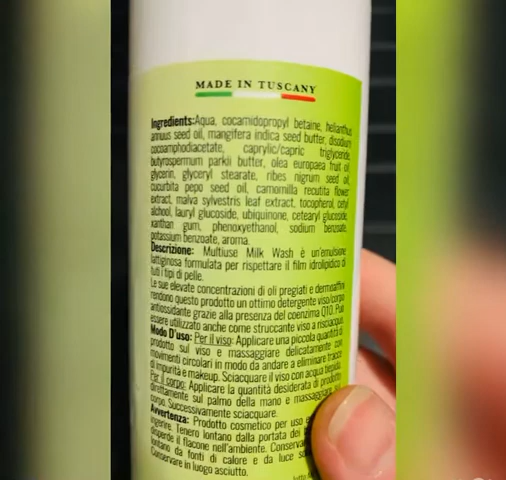 MADE IN TUSCANY
Ingredients:Aqua, cocamidopropyl betaine, helianthus
annuus seed oil, mangifera indica seed butter, disodium
cocoamphodiacetate, caprylic/capric triglyceride,
butyrospermum parkii butter, olea europaea fruit oil,
glycerin, glyceryl stearate, ribes nigrum seed oil,
cucurbita pepo seed oil, camomilla recutita flower
extract, malva sylvestris leaf extract, tocopherol, cetyl
alchool, lauryl glucoside, ubiquinone, cetearyl glucoside,
xanthan gum, phenoxyethanol, sodium benzoate,
potassium benzoate, aroma.
Descrizione: Multiuse Milk Wash è un'emulsione
lattiginosa formulata per rispettare il film idrolipidico di
tutti i tipi di pelle.
Le sue elevate concentrazioni di oli pregiati e dermoaffini
rendono questo prodotto un ottimo detergente viso/corpo
antiossidante grazie alla presenza del coenzima Q10. Può
essere utilizzato anche come struccante viso a risciacquo.
Modo D'uso: Per il viso: Applicare una piccola quantità di
prodotto sul viso e massaggiare delicatamente con
movimenti circolari in modo da andare a eliminare tracce
di impurità e makeup. Sciacquare il viso con acqua tiepida.
Per il corpo: Applicare la quantità desiderata di prodotto
direttamente sul palmo della mano e massaggiare
corpo. Successivamente sciacquare.
Avvertenza: Prodotto cosmetico per uso
ingerire. Tenero lontano dalla portata dei
disperde il flacone nell'ambiente. Conservar
lontano da fonti di calore e da luce
Conservare in luogo asciutto.